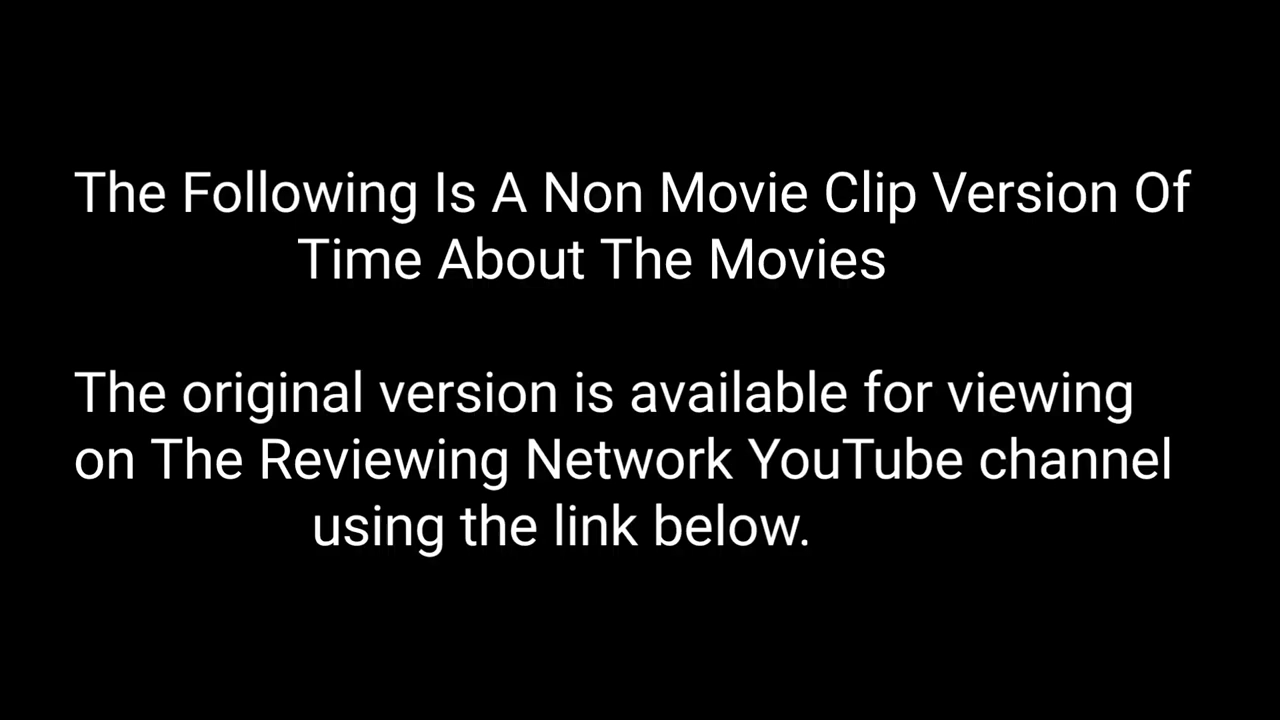 The Following Is A Non Movie Clip Version Of
Time About The Movies
The original version is available for viewing
on The Reviewing Network YouTube channel
using the link below.